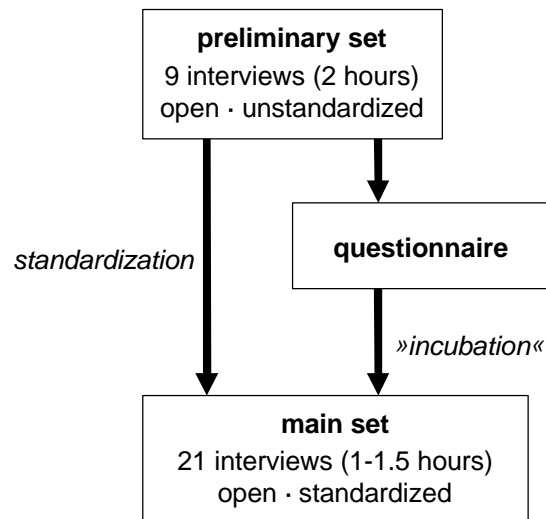 preliminary set
9 interviews (2 hours)
open · unstandardized
standardization
questionnaire
»incubation«
main set
21 interviews (1-1.5 hours)
open · standardized